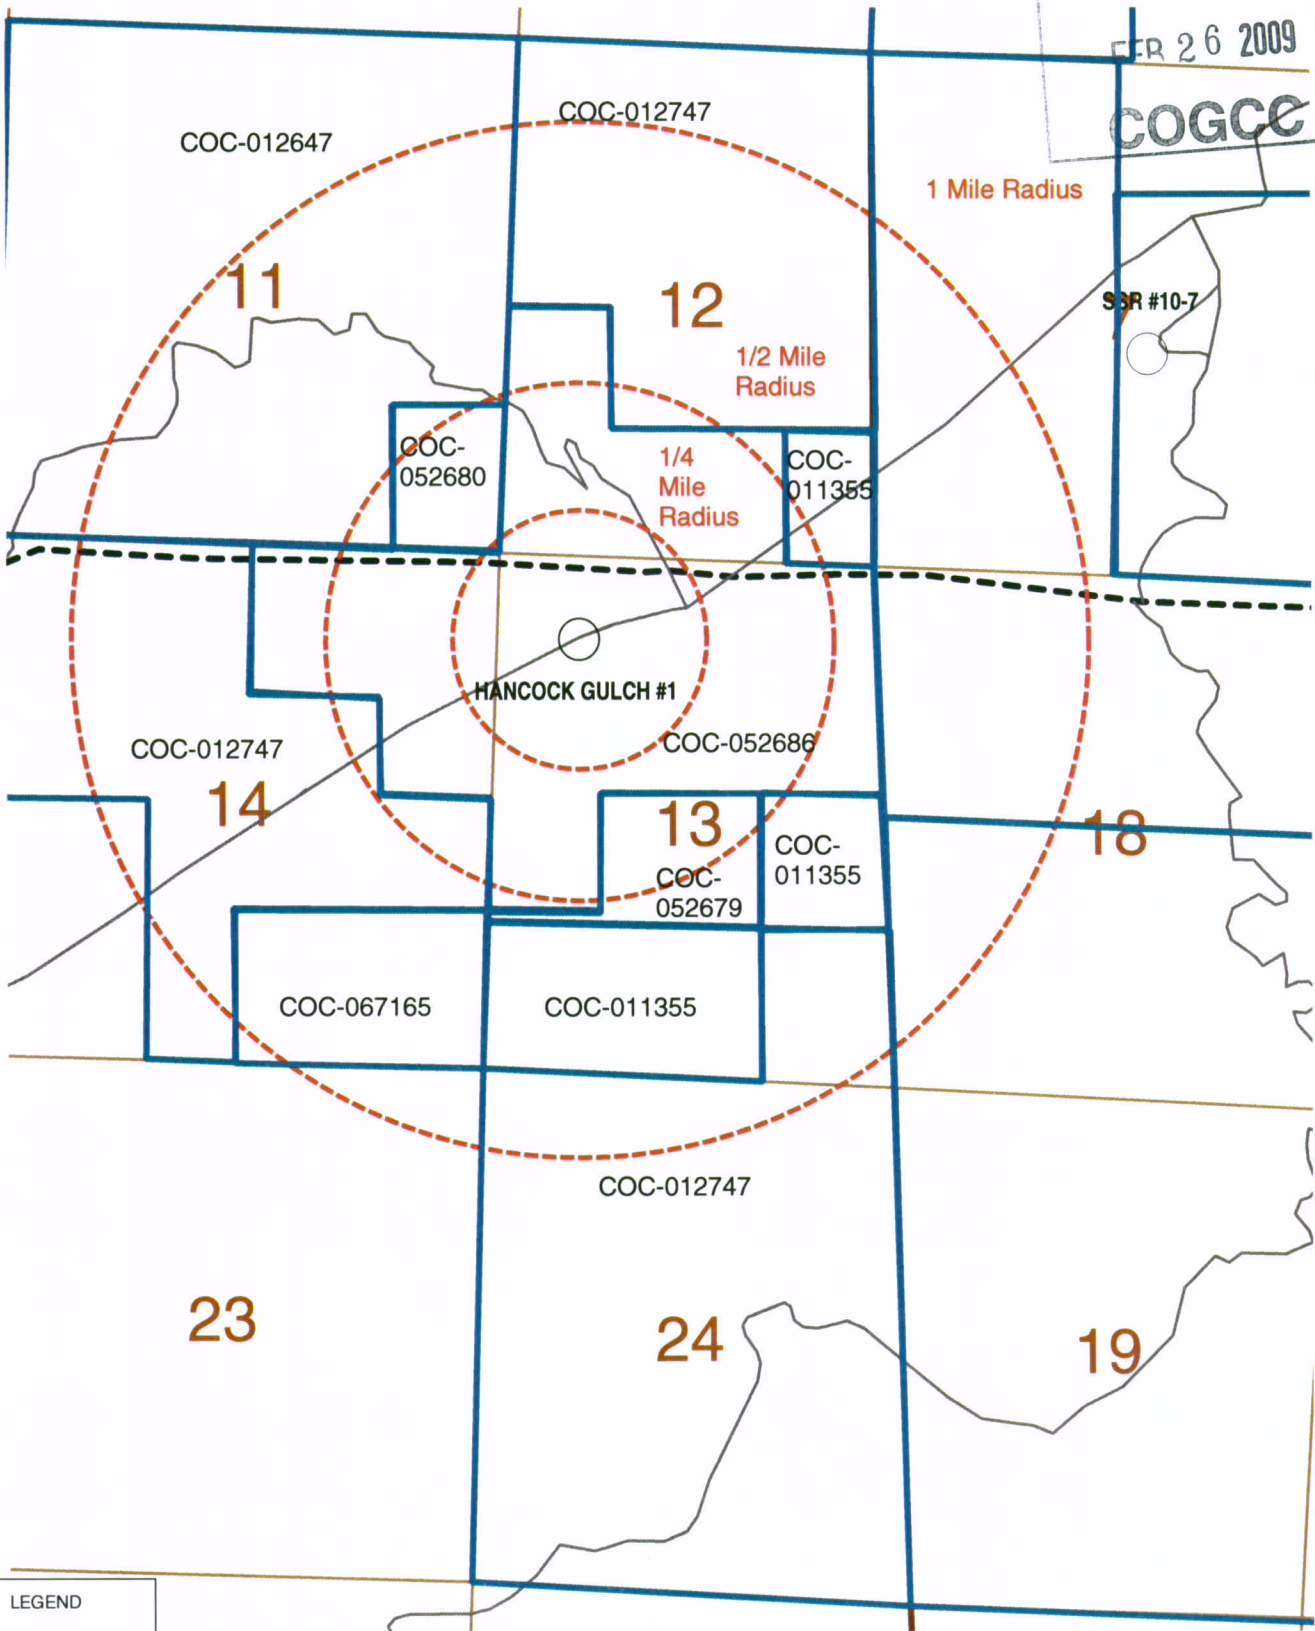 FEB 26 2009
COGCC
COC-012747
COC-012647
1 Mile Radius
11
12
SSR #10-7
1/2 Mile
Radius
COC-
052680
1/4
Mile
Radius
COC-
011355
HANCOCK GULCH #1
COC-012747
COC-052686
14
13
18
COC-
011355
COC-
052679
COC-067165
COC-011355
COC-012747
23
24
19
LEGEND